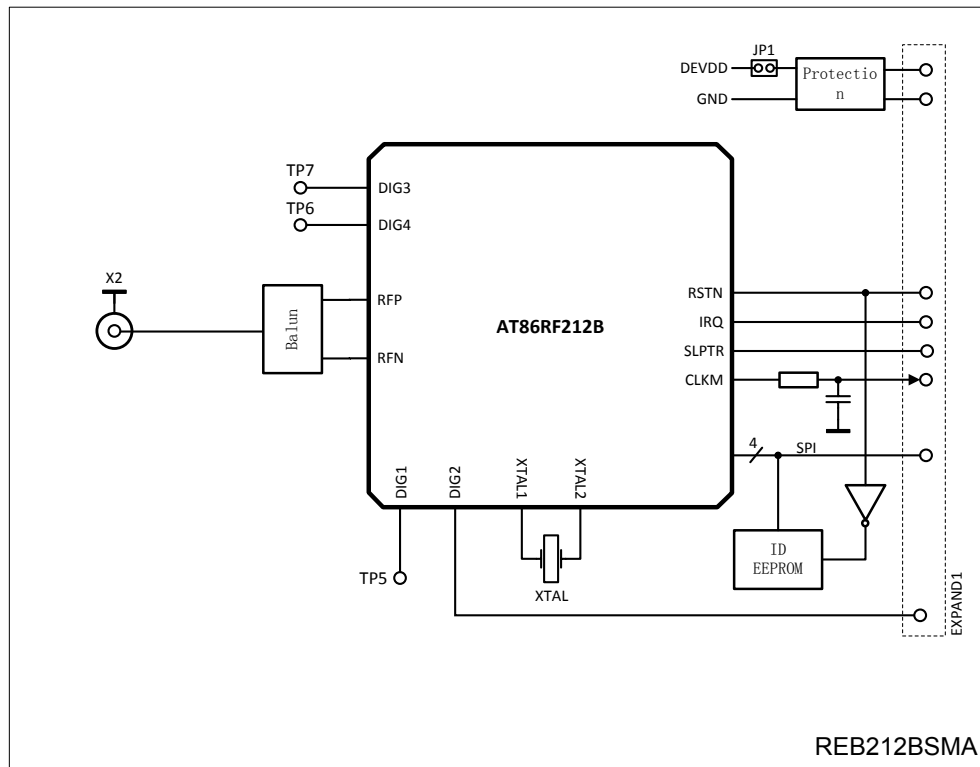 JP1
DEVDD
GND
Protectio
n
TP7
TP6
DIG3
DIG4
X2
Balun
RFP
RFN
AT86RF212B
RSTN
IRQ
SLPTR
CLKM
4
SPI
DIG1
DIG2
XTAL1
XTAL2
TP5
XTAL
ID
EEPROM
EXPAND1
REB212BSMA